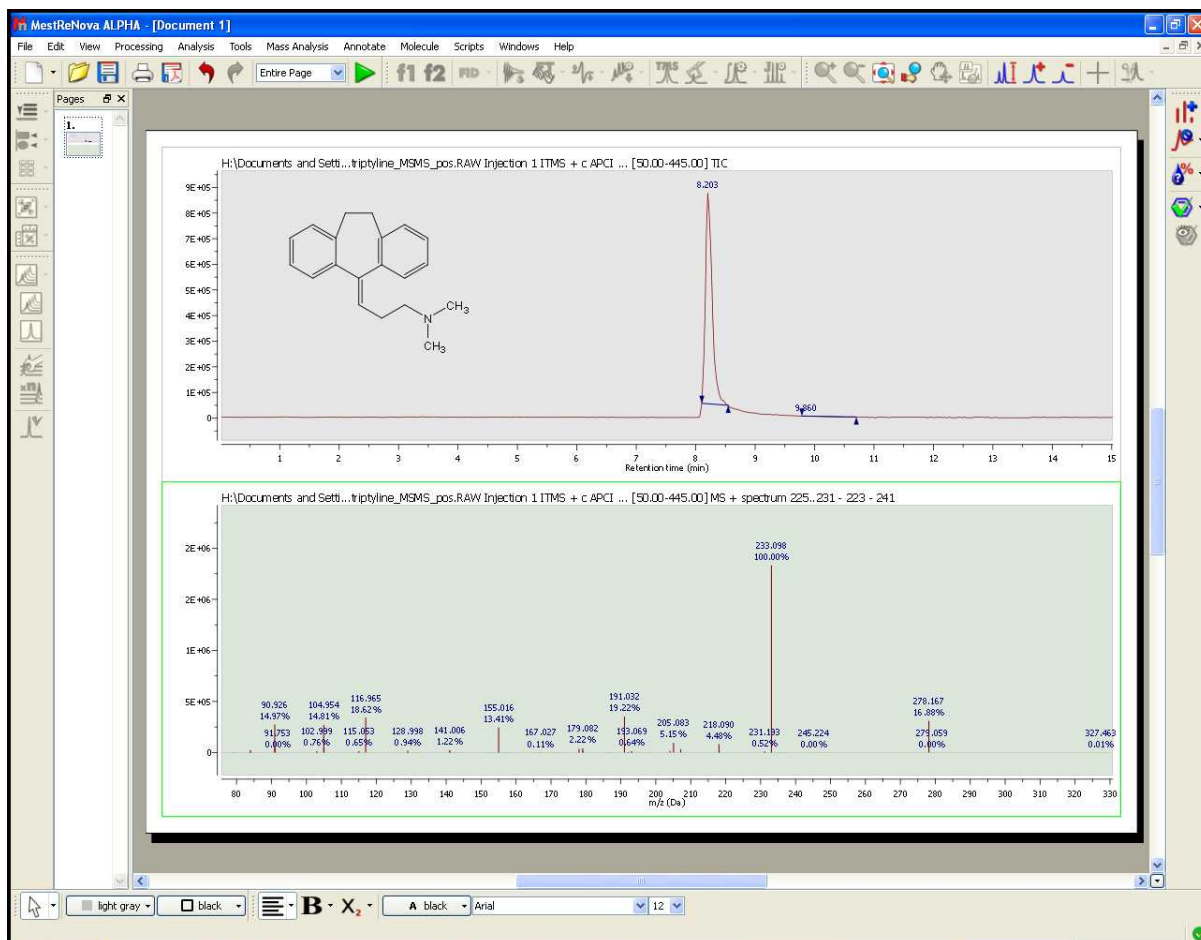 MestReNova ALPHA - [Document 1]
File Edit View Processing Analysis Tools Mass Analysis Annotate Molecule Scripts Windows Help
Entire Page f1 f2 FID TMS
Pages
1.
H:\Documents and Setti...triptyline_MSMS_pos.RAW Injection 1 ITMS + c APCI ... [50.00-445.00] TIC
8.203
9E+05
8E+05
7E+05
6E+05
5E+05
4E+05
3E+05
2E+05
1E+05
0
CH3
N
CH3
9.860
1 2 3 4 5 6 7 8 9 10 11 12 13 14 15
Retention time (min)
H:\Documents and Setti...triptyline_MSMS_pos.RAW Injection 1 ITMS + c APCI ... [50.00-445.00] MS + spectrum 225..231 - 223 - 241
2E+06
2E+06
1E+06
5E+05
0
233.098
100.00%
90.926
14.97%
104.954
14.81%
116.965
18.62%
155.016
13.41%
191.032
19.22%
278.167
16.88%
91.753
0.00%
102.999
0.76%
115.053
0.65%
128.998
0.94%
141.006
1.22%
167.027
0.11%
179.082
2.22%
193.069
0.64%
205.083
5.15%
218.090
4.48%
231.193
0.52%
245.224
0.00%
279.059
0.00%
327.463
0.01%
80 90 100 110 120 130 140 150 160 170 180 190 200 210 220 230 240 250 260 270 280 290 300 310 320 330
m/z (Da)
light gray black B X2 A black Arial 12